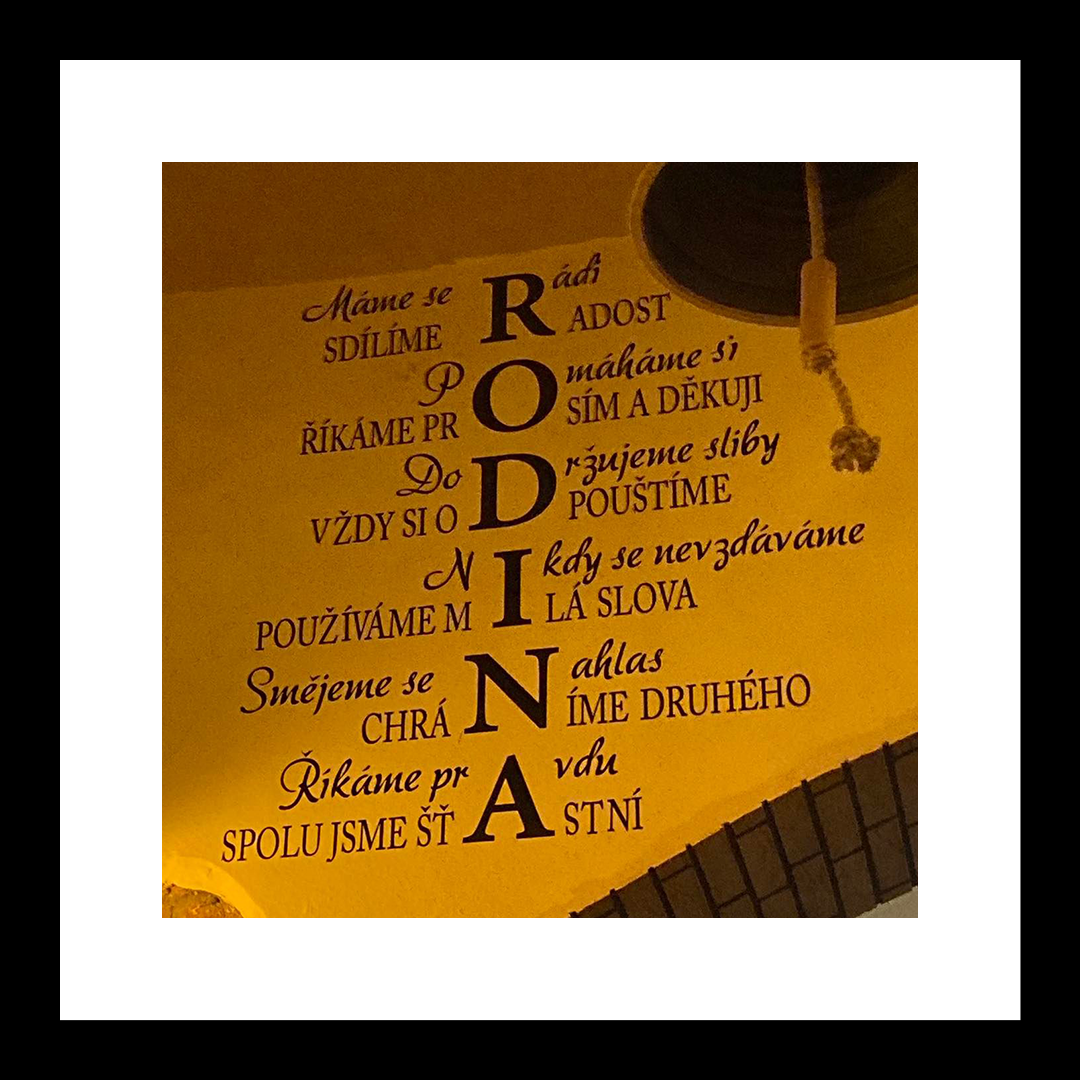 Máme se Rádi
SDÍLÍME RADOST
POmáháme si
ŘÍKÁME PROSÍM A DĚKUJI
DoDržujeme sliby
VŽDY SI ODPOUŠTÍME
NIkdy se nevzdáváme
POUŽÍVÁME MILÁ SLOVA
Smějeme se Nahlas
CHRÁNÍME DRUHÉHO
Říkáme prAvdu
SPOLU JSME ŠŤASTNÍ